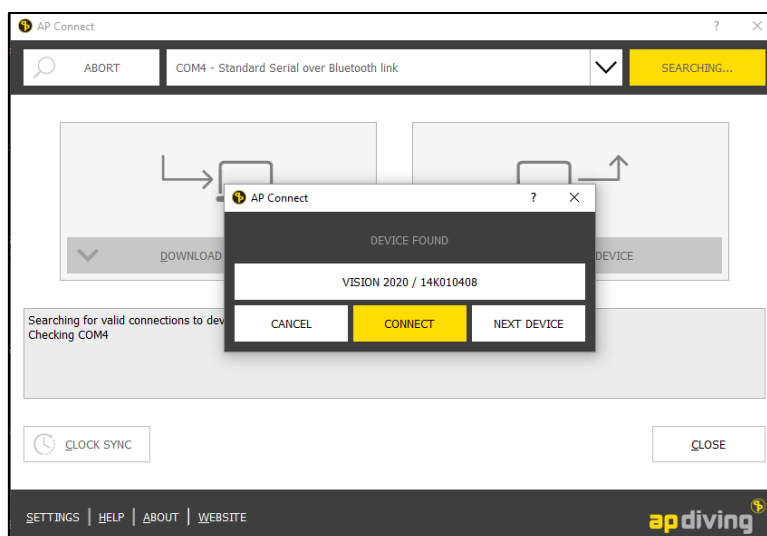 AP Connect
ABORT
COM4 - Standard Serial over Bluetooth link
SEARCHING...
AP Connect
DEVICE FOUND
VISION 2020 / 14K010408
CANCEL
CONNECT
NEXT DEVICE
DOWNLOAD
DEVICE
Searching for valid connections to dev
Checking COM4
CLOCK SYNC
CLOSE
SETTINGS | HELP | ABOUT | WEBSITE
apdiving